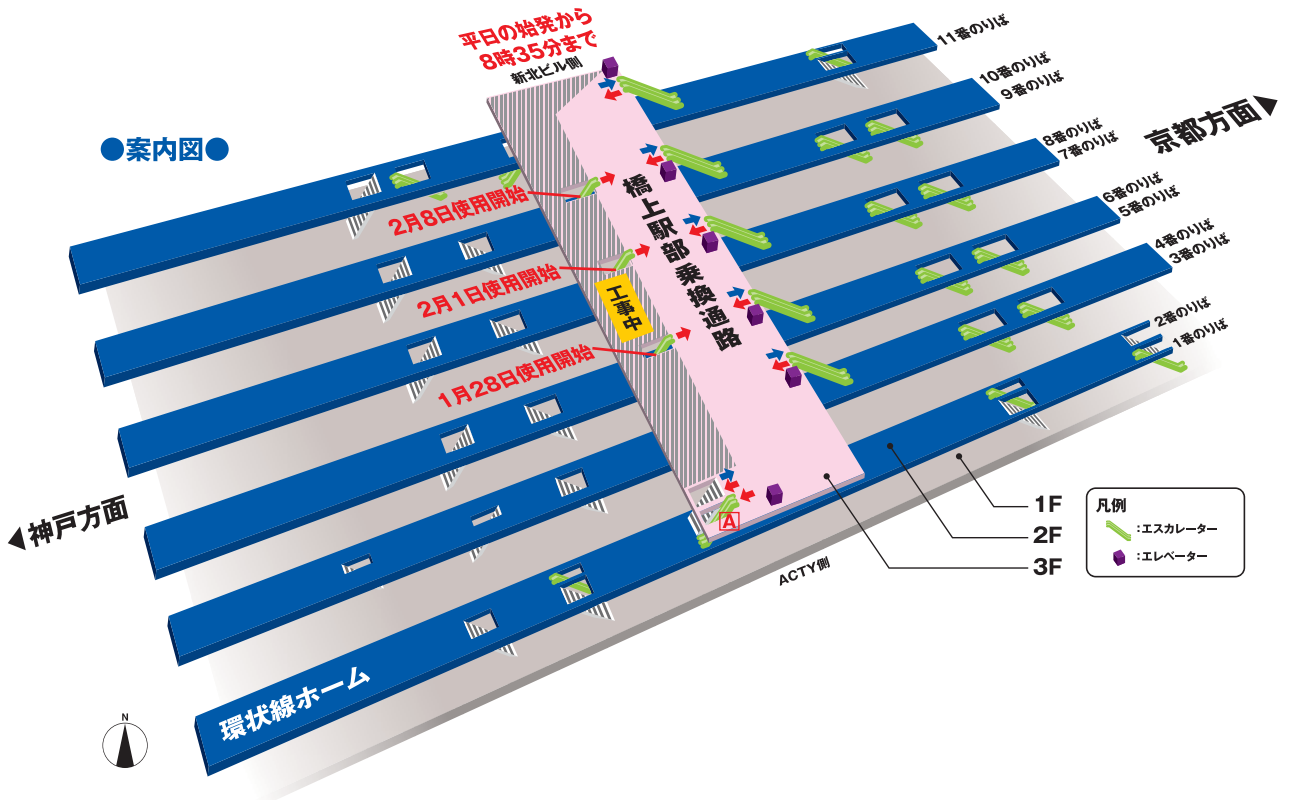 平日の始発から
8時35分まで
新北ビル側
●案内図●
11番のりば
10番のりば
9番のりば
京都方面
8番のりば
7番のりば
6番のりば
5番のりば
4番のりば
3番のりば
2番のりば
1番のりば
橋上駅部乗換通路
2月8日使用開始
2月1日使用開始
工事中
1月28日使用開始
神戸方面
A
ACTY側
環状線ホーム
N
1F
2F
3F
凡例
:エスカレーター
:エレベーター